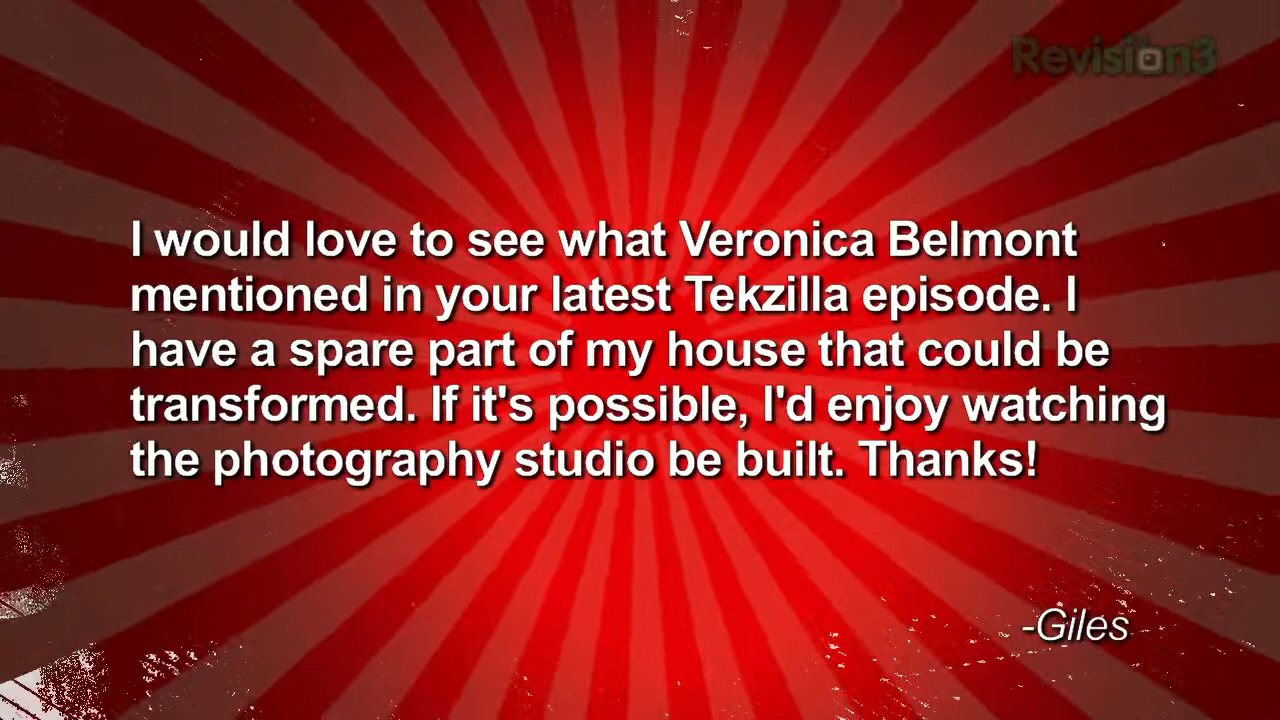 Revision3
I would love to see what Veronica Belmont
mentioned in your latest Tekzilla episode. I
have a spare part of my house that could be
transformed. If it's possible, I'd enjoy watching
the photography studio be built. Thanks!
-Giles